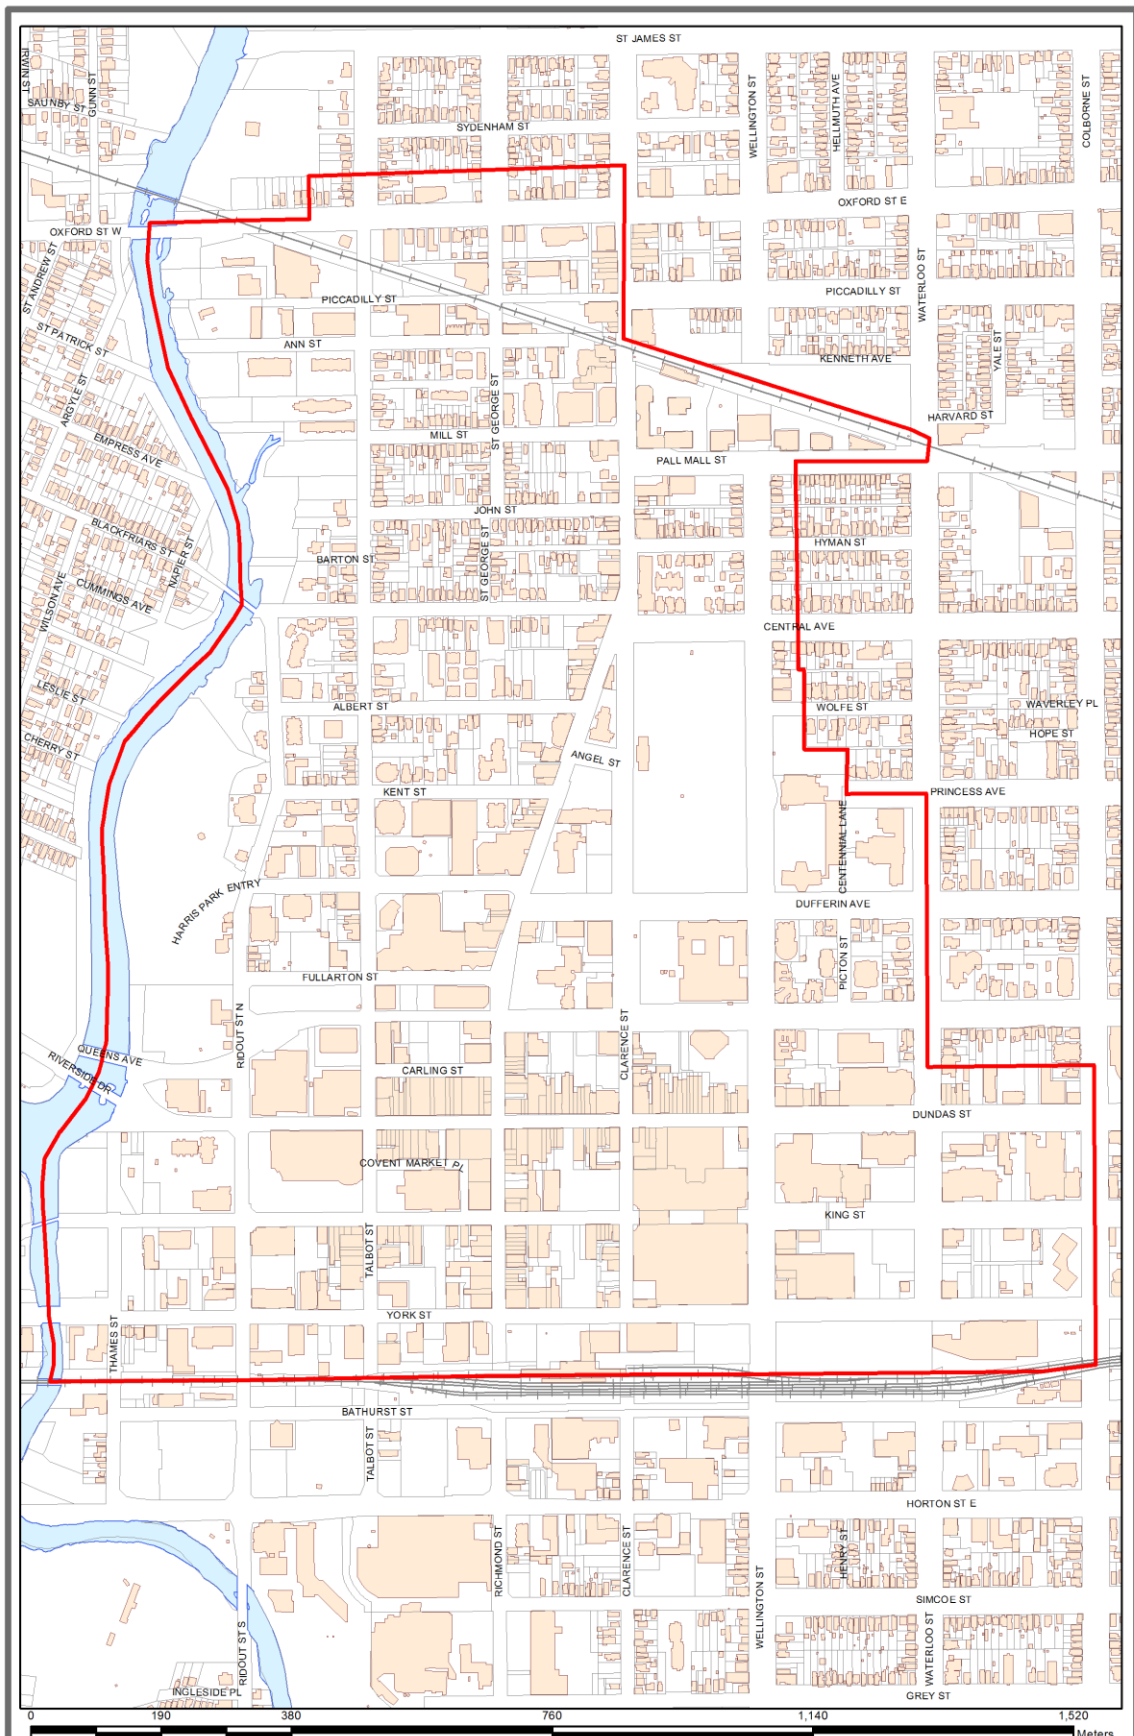 ST JAMES ST
IRWIN ST
GUNN ST
SAUNBY ST
WELLINGTON ST
HELLMUTH AVE
COLBORNE ST
SYDENHAM ST
OXFORD ST E
OXFORD ST W
ST ANDREW ST
WATERLOO ST
PICCADILLY ST
PICCADILLY ST
ST PATRICK ST
ANN ST
KENNETH AVE
YALE ST
ARGYLE ST
ST GEORGE ST
HARVARD ST
EMPRESS AVE
MILL ST
PALL MALL ST
JOHN ST
BLACKFRIARS ST
NAPIER ST
HYMAN ST
BARTON ST
ST GEORGE ST
CUMMINGS AVE
WILSON AVE
CENTRAL AVE
LESLIE ST
ALBERT ST
WOLFE ST
WAVERLEY PL
HOPE ST
CHERRY ST
ANGEL ST
KENT ST
PRINCESS AVE
CENTENNIAL LANE
HARRIS PARK ENTRY
DUFFERIN AVE
PICTON ST
FULLARTON ST
RIDOUT ST N
CLARENCE ST
QUEENS AVE
RIVERSIDE DR
CARLING ST
DUNDAS ST
COVENT MARKET PL
KING ST
TALBOT ST
YORK ST
THAMES ST
BATHURST ST
TALBOT ST
HORTON ST E
RICHMOND ST
CLARENCE ST
HENRY ST
WELLINGTON ST
SIMCOE ST
RIDOUT ST S
WATERLOO ST
INGLESIDE PL
GREY ST
0 190 380 760 1,140 1,520
Meters